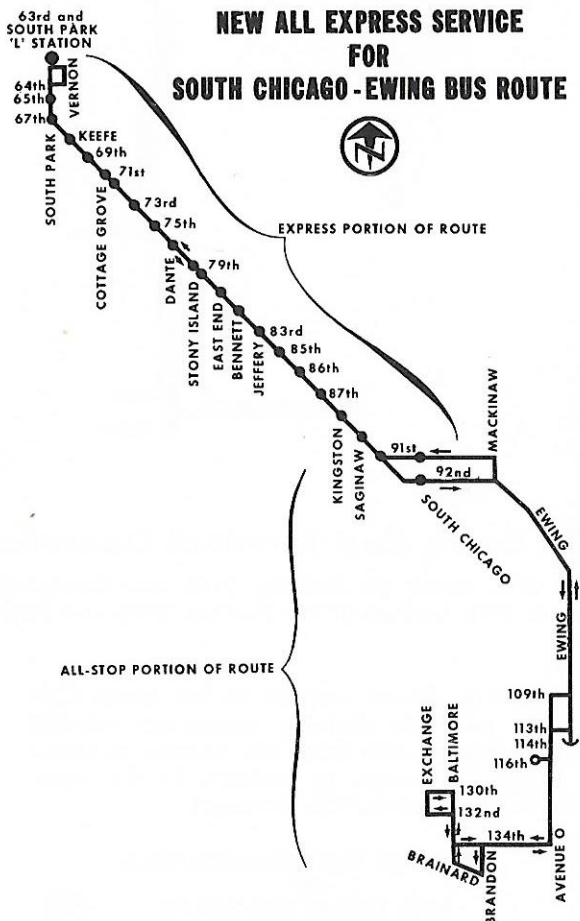 NEW ALL EXPRESS SERVICE
FOR
SOUTH CHICAGO - EWING BUS ROUTE
63rd and
SOUTH PARK
'L' STATION
VERNON
64th
65th
67th
SOUTH PARK
KEEFE
69th
71st
COTTAGE GROVE
73rd
75th
DANTE
79th
STONY ISLAND
EAST END
BENNETT
JEFFERY
83rd
85th
86th
87th
KINGSTON
SAGINAW
EXPRESS PORTION OF ROUTE
91st
92nd
MACKINAW
SOUTH CHICAGO
EWING
EWING
ALL-STOP PORTION OF ROUTE
109th
113th
114th
116th
EXCHANGE
BALTIMORE
130th
132nd
134th
BRAINARD
BRANDON
AVENUE O